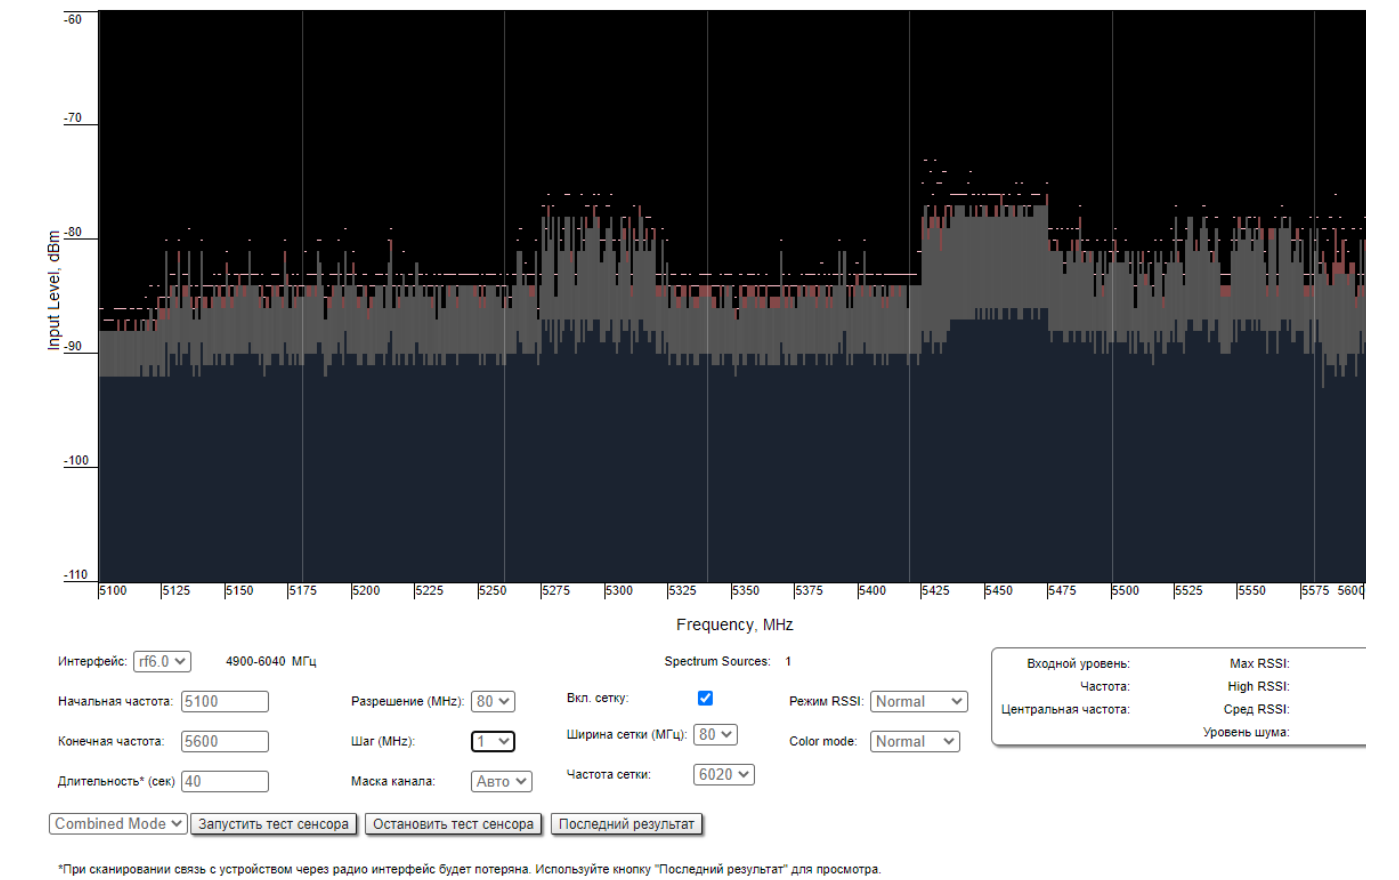 -60
-70
-80
-90
-100
-110
Input Level, dBm
5100 5125 5150 5175 5200 5225 5250 5275 5300 5325 5350 5375 5400 5425 5450 5475 5500 5525 5550 5575 5600
Frequency, MHz
Интерфейс: rf6.0 4900-6040 МГц Spectrum Sources: 1
Начальная частота: 5100 Разрешение (MHz): 80 Вкл. сетку: Режим RSSI: Normal
Конечная частота: 5600 Шаг (MHz): 1 Ширина сетки (МГц): 80 Color mode: Normal
Длительность* (сек) 40 Маска канала: Авто Частота сетки: 6020
Входной уровень: Max RSSI:
Частота: High RSSI:
Центральная частота: Сред RSSI:
Уровень шума:
Combined Mode Запустить тест сенсора Остановить тест сенсора Последний результат
*При сканировании связь с устройством через радио интерфейс будет потеряна. Используйте кнопку "Последний результат" для просмотра.